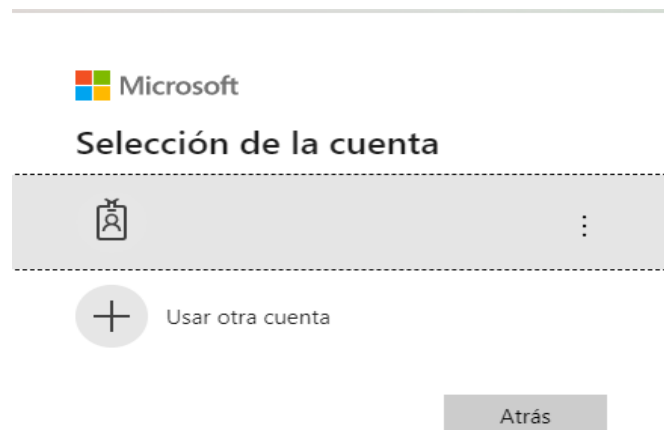 Microsoft
Selección de la cuenta
Usar otra cuenta
Atrás